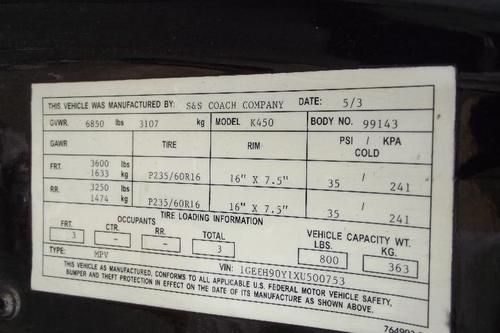 THIS VEHICLE WAS MANUFACTURED BY: S&S COACH COMPANY DATE: 5/3
GVWR. 6850 lbs 3107 kg MODEL K450 BODY NO. 99143
GAWR TIRE RIM PSI / KPA
COLD
FRT. 3600 lbs
1633 kg P235/60R16 16" X 7.5" 35 / 241
RR. 3250 lbs
1474 kg P235/60R16 16" X 7.5" 35 / 241
TIRE LOADING INFORMATION
OCCUPANTS
FRT. CTR. RR. TOTAL VEHICLE CAPACITY WT.
LBS. KG.
3 - - 3 800 363
TYPE: MPV VIN: 1GEEH90Y1XU500753
THIS VEHICLE AS MANUFACTURED, CONFORMS TO ALL APPLICABLE U.S. FEDERAL MOTOR VEHICLE SAFETY,
BUMPER AND THEFT PROTECTION IN EFFECT ON THE DATE OF ITS MANUFACTURE AS SHOWN ABOVE.